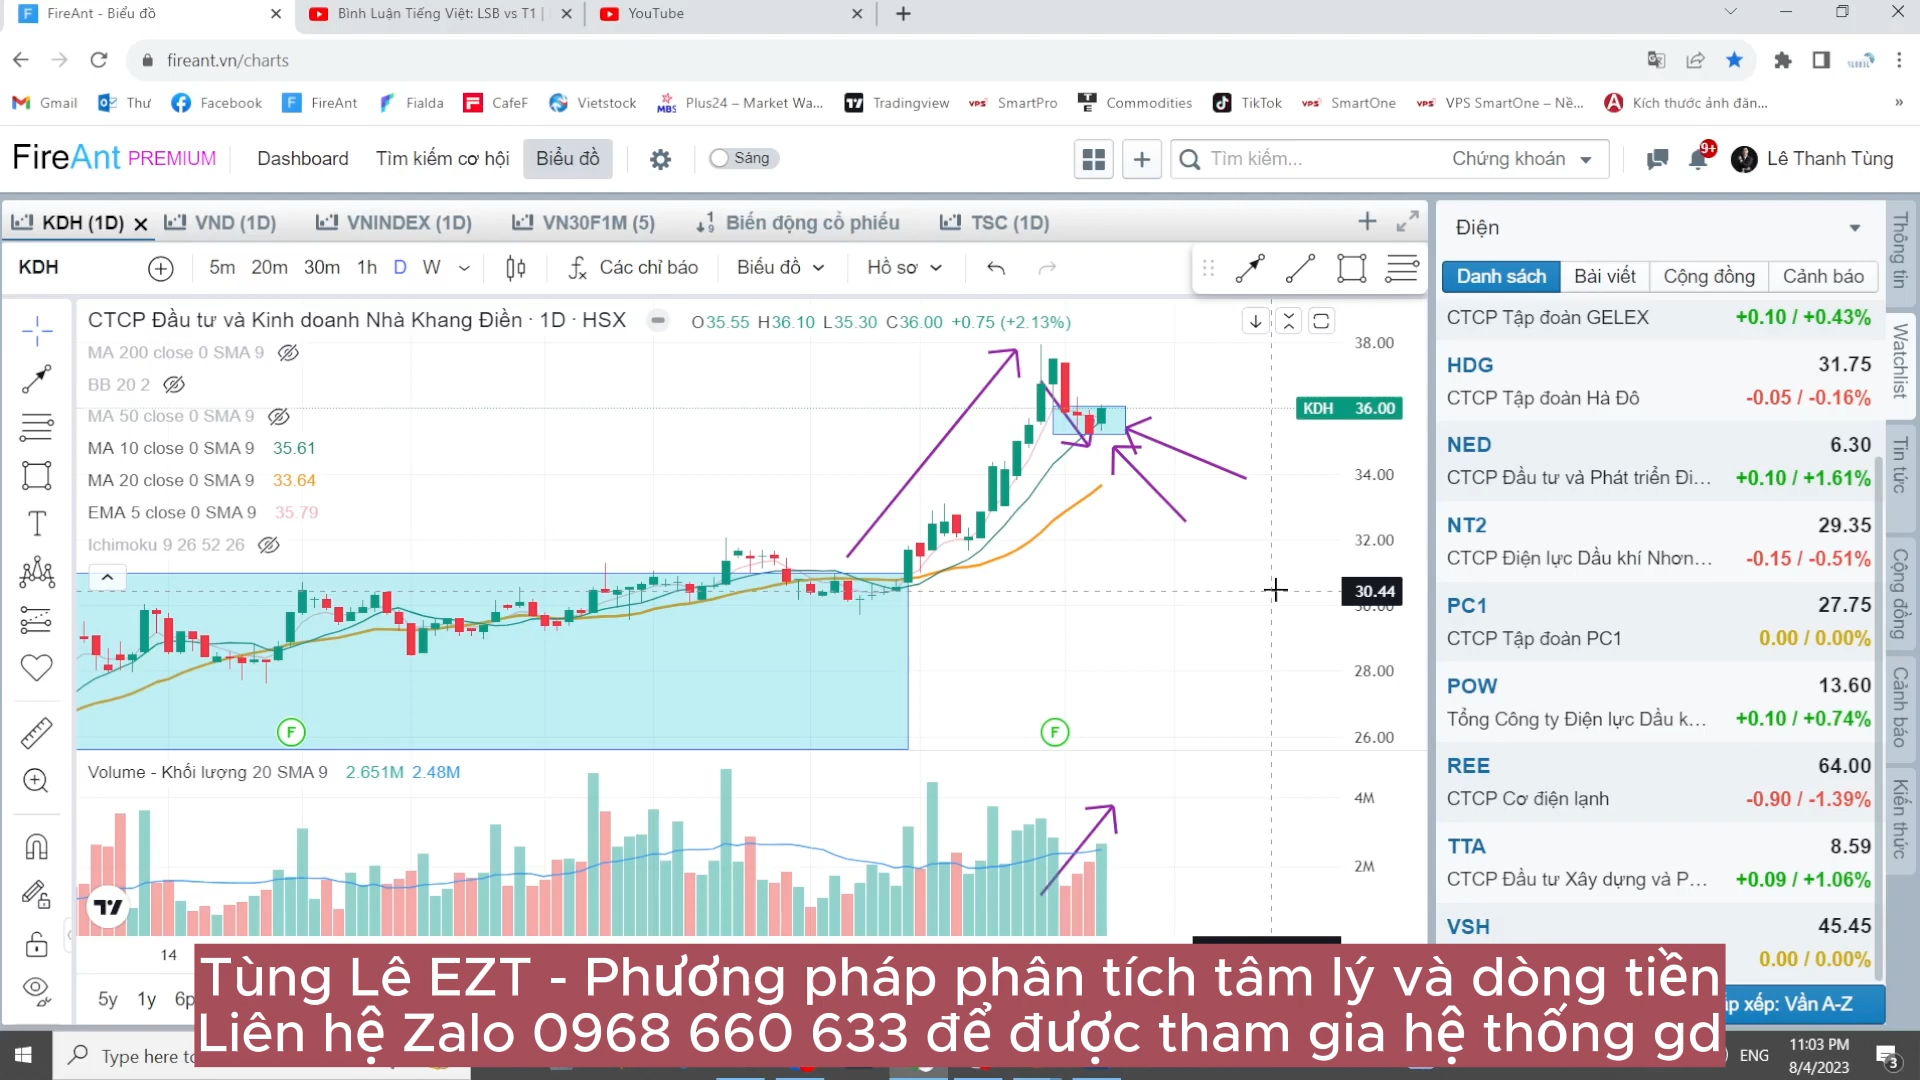 FireAnt - Biểu đồ
Bình Luận Tiếng Việt: LSB vs T1 |
YouTube
fireant.vn/charts
Gmail
Thư
Facebook
FireAnt
Fialda
CafeF
Vietstock
Plus24 – Market Wa...
Tradingview
SmartPro
Commodities
TikTok
SmartOne
VPS SmartOne – Nề...
Kích thước ảnh đăn...
»
FireAnt PREMIUM
Dashboard
Tìm kiếm cơ hội
Biểu đồ
Sáng
Tìm kiếm...
Chứng khoán
9+
Lê Thanh Tùng
KDH (1D)
VND (1D)
VNINDEX (1D)
VN30F1M (5)
Biến động cổ phiếu
TSC (1D)
KDH
5m 20m 30m 1h D W
Các chỉ báo
Biểu đồ
Hồ sơ
CTCP Đầu tư và Kinh doanh Nhà Khang Điền · 1D · HSX
O35.55 H36.10 L35.30 C36.00 +0.75 (+2.13%)
MA 200 close 0 SMA 9
BB 20 2
MA 50 close 0 SMA 9
MA 10 close 0 SMA 9 35.61
MA 20 close 0 SMA 9 33.64
EMA 5 close 0 SMA 9 35.79
Ichimoku 9 26 52 26
38.00
KDH 36.00
34.00
32.00
30.44
30.00
28.00
26.00
F
F
Volume - Khối lượng 20 SMA 9 2.651M 2.48M
4M
2M
14
5y 1y
Điện
Danh sách
Bài viết
Cộng đồng
Cảnh báo
CTCP Tập đoàn GELEX +0.10 / +0.43%
HDG 31.75
CTCP Tập đoàn Hà Đô -0.05 / -0.16%
NED 6.30
CTCP Đầu tư và Phát triển Đi... +0.10 / +1.61%
NT2 29.35
CTCP Điện lực Dầu khí Nhơn... -0.15 / -0.51%
PC1 27.75
CTCP Tập đoàn PC1 0.00 / 0.00%
POW 13.60
Tổng Công ty Điện lực Dầu k... +0.10 / +0.74%
REE 64.00
CTCP Cơ điện lạnh -0.90 / -1.39%
TTA 8.59
CTCP Đầu tư Xây dựng và P... +0.09 / +1.06%
VSH 45.45
0.00 / 0.00%
xếp: Vần A-Z
Thông tin
Watchlist
Tin tức
Cộng đồng
Cảnh báo
Kiến thức
Tùng Lê EZT - Phương pháp phân tích tâm lý và dòng tiền
Liên hệ Zalo 0968 660 633 để được tham gia hệ thống gd
Type here to
ENG
11:03 PM
8/4/2023
3